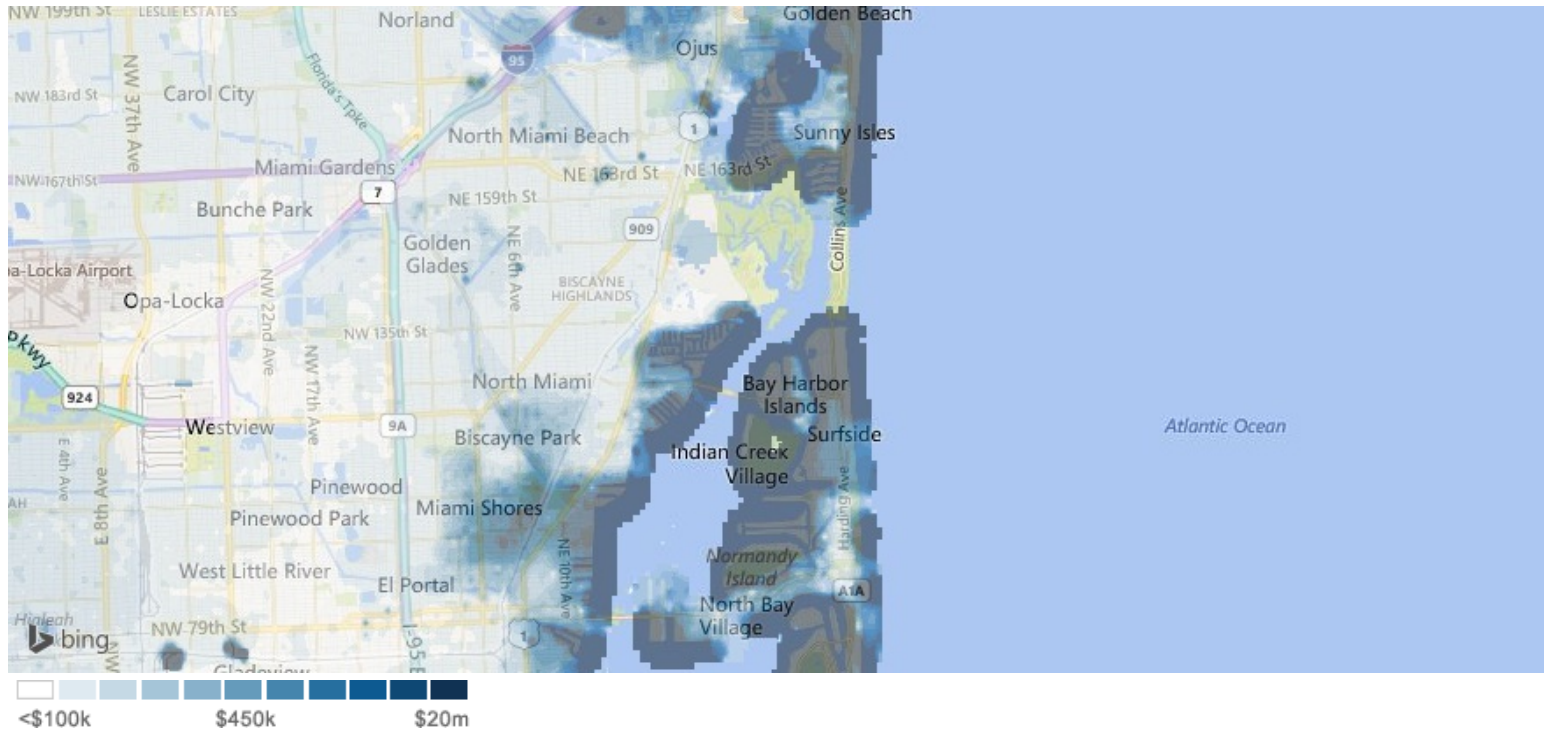 NW 199th St
LESLIE ESTATES
Norland
Golden Beach
Ojus
95
Florida's Tpke
NW 37th Ave
NW 183rd St
Carol City
1
North Miami Beach
Sunny Isles
Miami Gardens
NE 163rd St
NE 163rd St
NW 167th St
7
NE 159th St
Bunche Park
909
Collins Ave
Golden
Glades
NE 6th Ave
a-Locka Airport
BISCAYNE
HIGHLANDS
Opa-Locka
NW 22nd Ave
NW 135th St
pkwy
NW 17th Ave
North Miami
Bay Harbor
Islands
924
Westview
9A
Biscayne Park
Surfside
Atlantic Ocean
E 4th Ave
Indian Creek
Village
E 8th Ave
Pinewood
Harding Ave
AH
Miami Shores
Pinewood Park
NE 10th Ave
Normandy
Island
West Little River
El Portal
A1A
North Bay
Village
Hialeah
NW 79th St
1
I-95 E
bing
NW
Gladeview
<$100k
$450k
$20m